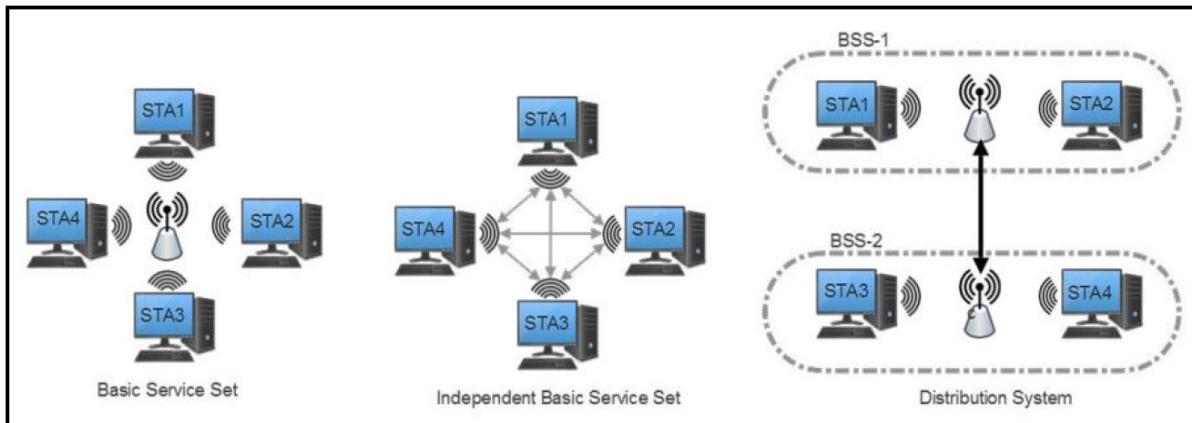 STA1
STA4
STA2
STA3
Basic Service Set
STA1
STA4
STA2
STA3
Independent Basic Service Set
BSS-1
STA1
STA2
BSS-2
STA3
STA4
c
Distribution System